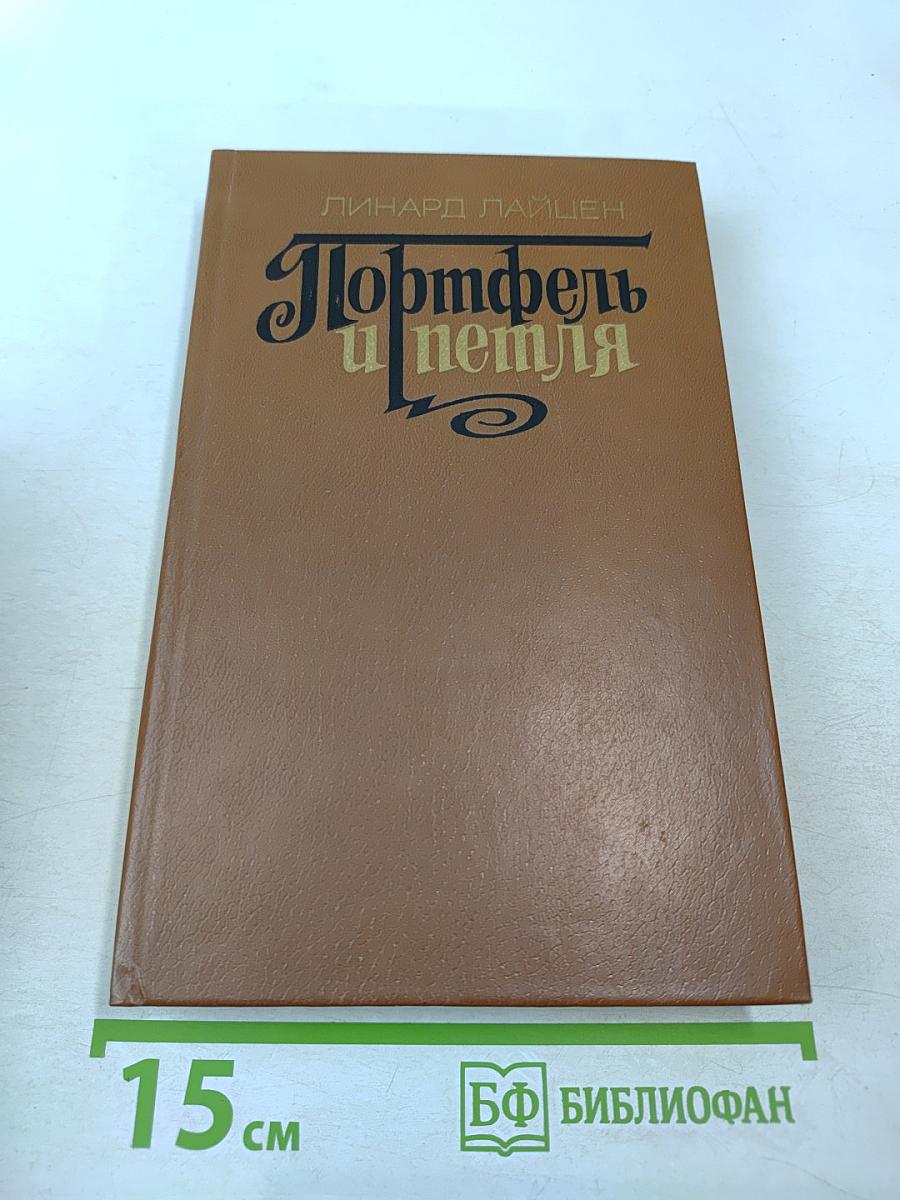 ЛИНАРД ЛАЙЦЕН
Портфель
и петля
15 см
БФ БИБЛИОФАН